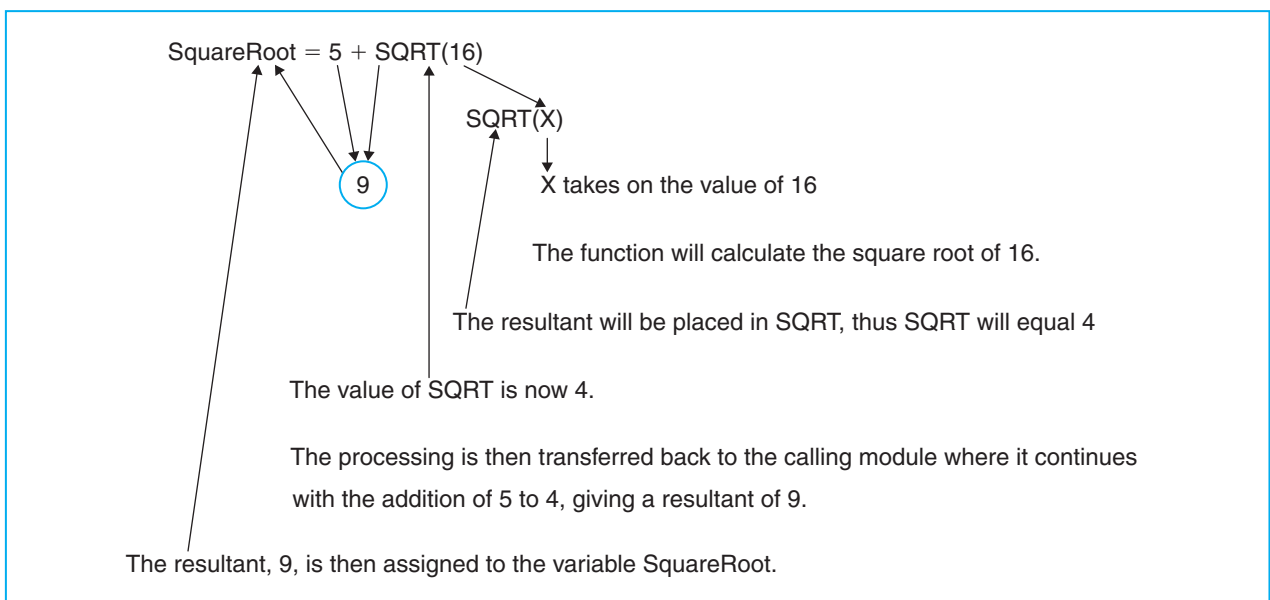 SquareRoot = 5 + SQRT(16)
SQRT(X)
9
X takes on the value of 16
The function will calculate the square root of 16.
The resultant will be placed in SQRT, thus SQRT will equal 4
The value of SQRT is now 4.
The processing is then transferred back to the calling module where it continues
with the addition of 5 to 4, giving a resultant of 9.
The resultant, 9, is then assigned to the variable SquareRoot.